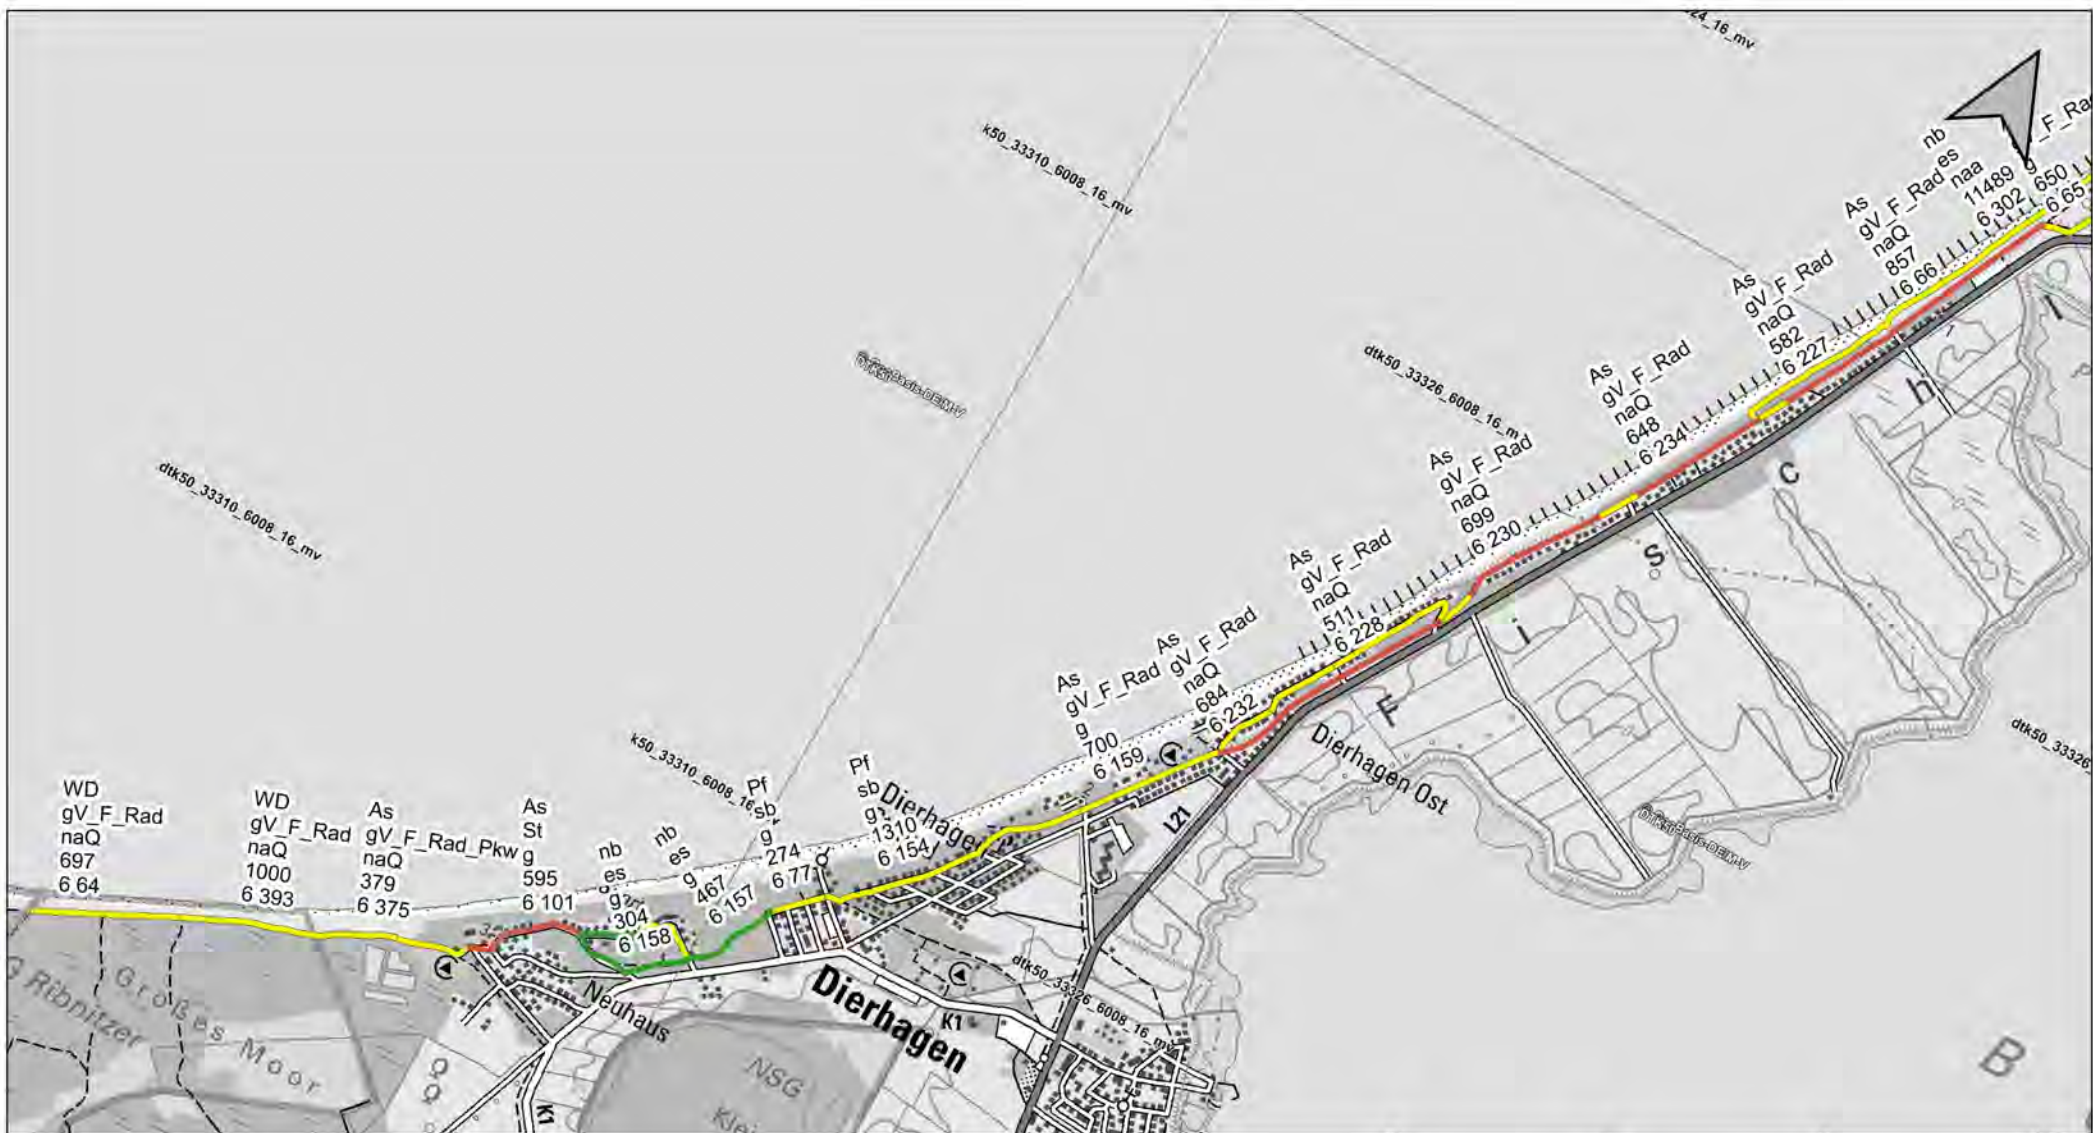 24_16_mv
k50_33310_6008_16_mv
dtk50_33310_6008_16_mv
dtk50_33326_6008_16_m
k50_33310_6008_16
dtk50_33326_6008_16_mv
dtk50_33326
WD
gV_F_Rad
naQ
697
6 64
WD
gV_F_Rad
naQ
1000
6 393
As
gV_F_Rad_Pkw
naQ
379
6 375
As
St
g
595
6 101
nb
es
g
304
6 158
nb
es
g
467
6 157
Pf
sb
g
274
6 77
Pf
sb
g
1310
6 154
As
gV_F_Rad
g
700
6 159
As
gV_F_Rad
naQ
684
6 232
As
gV_F_Rad
naQ
511
6 228
As
gV_F_Rad
naQ
699
6 230
As
gV_F_Rad
naQ
648
6 234
As
gV_F_Rad
naQ
582
6 227
As
gV_F_Rad
naQ
857
6 66
nb
es
naa
11489
6 302
g
650
6 65
Dierhagen Ost
L21
Dierhagen
Neuhaus
K1
K1
Großes Moor
G Ribnitzer
NSG
Klei
F i s c h l
B